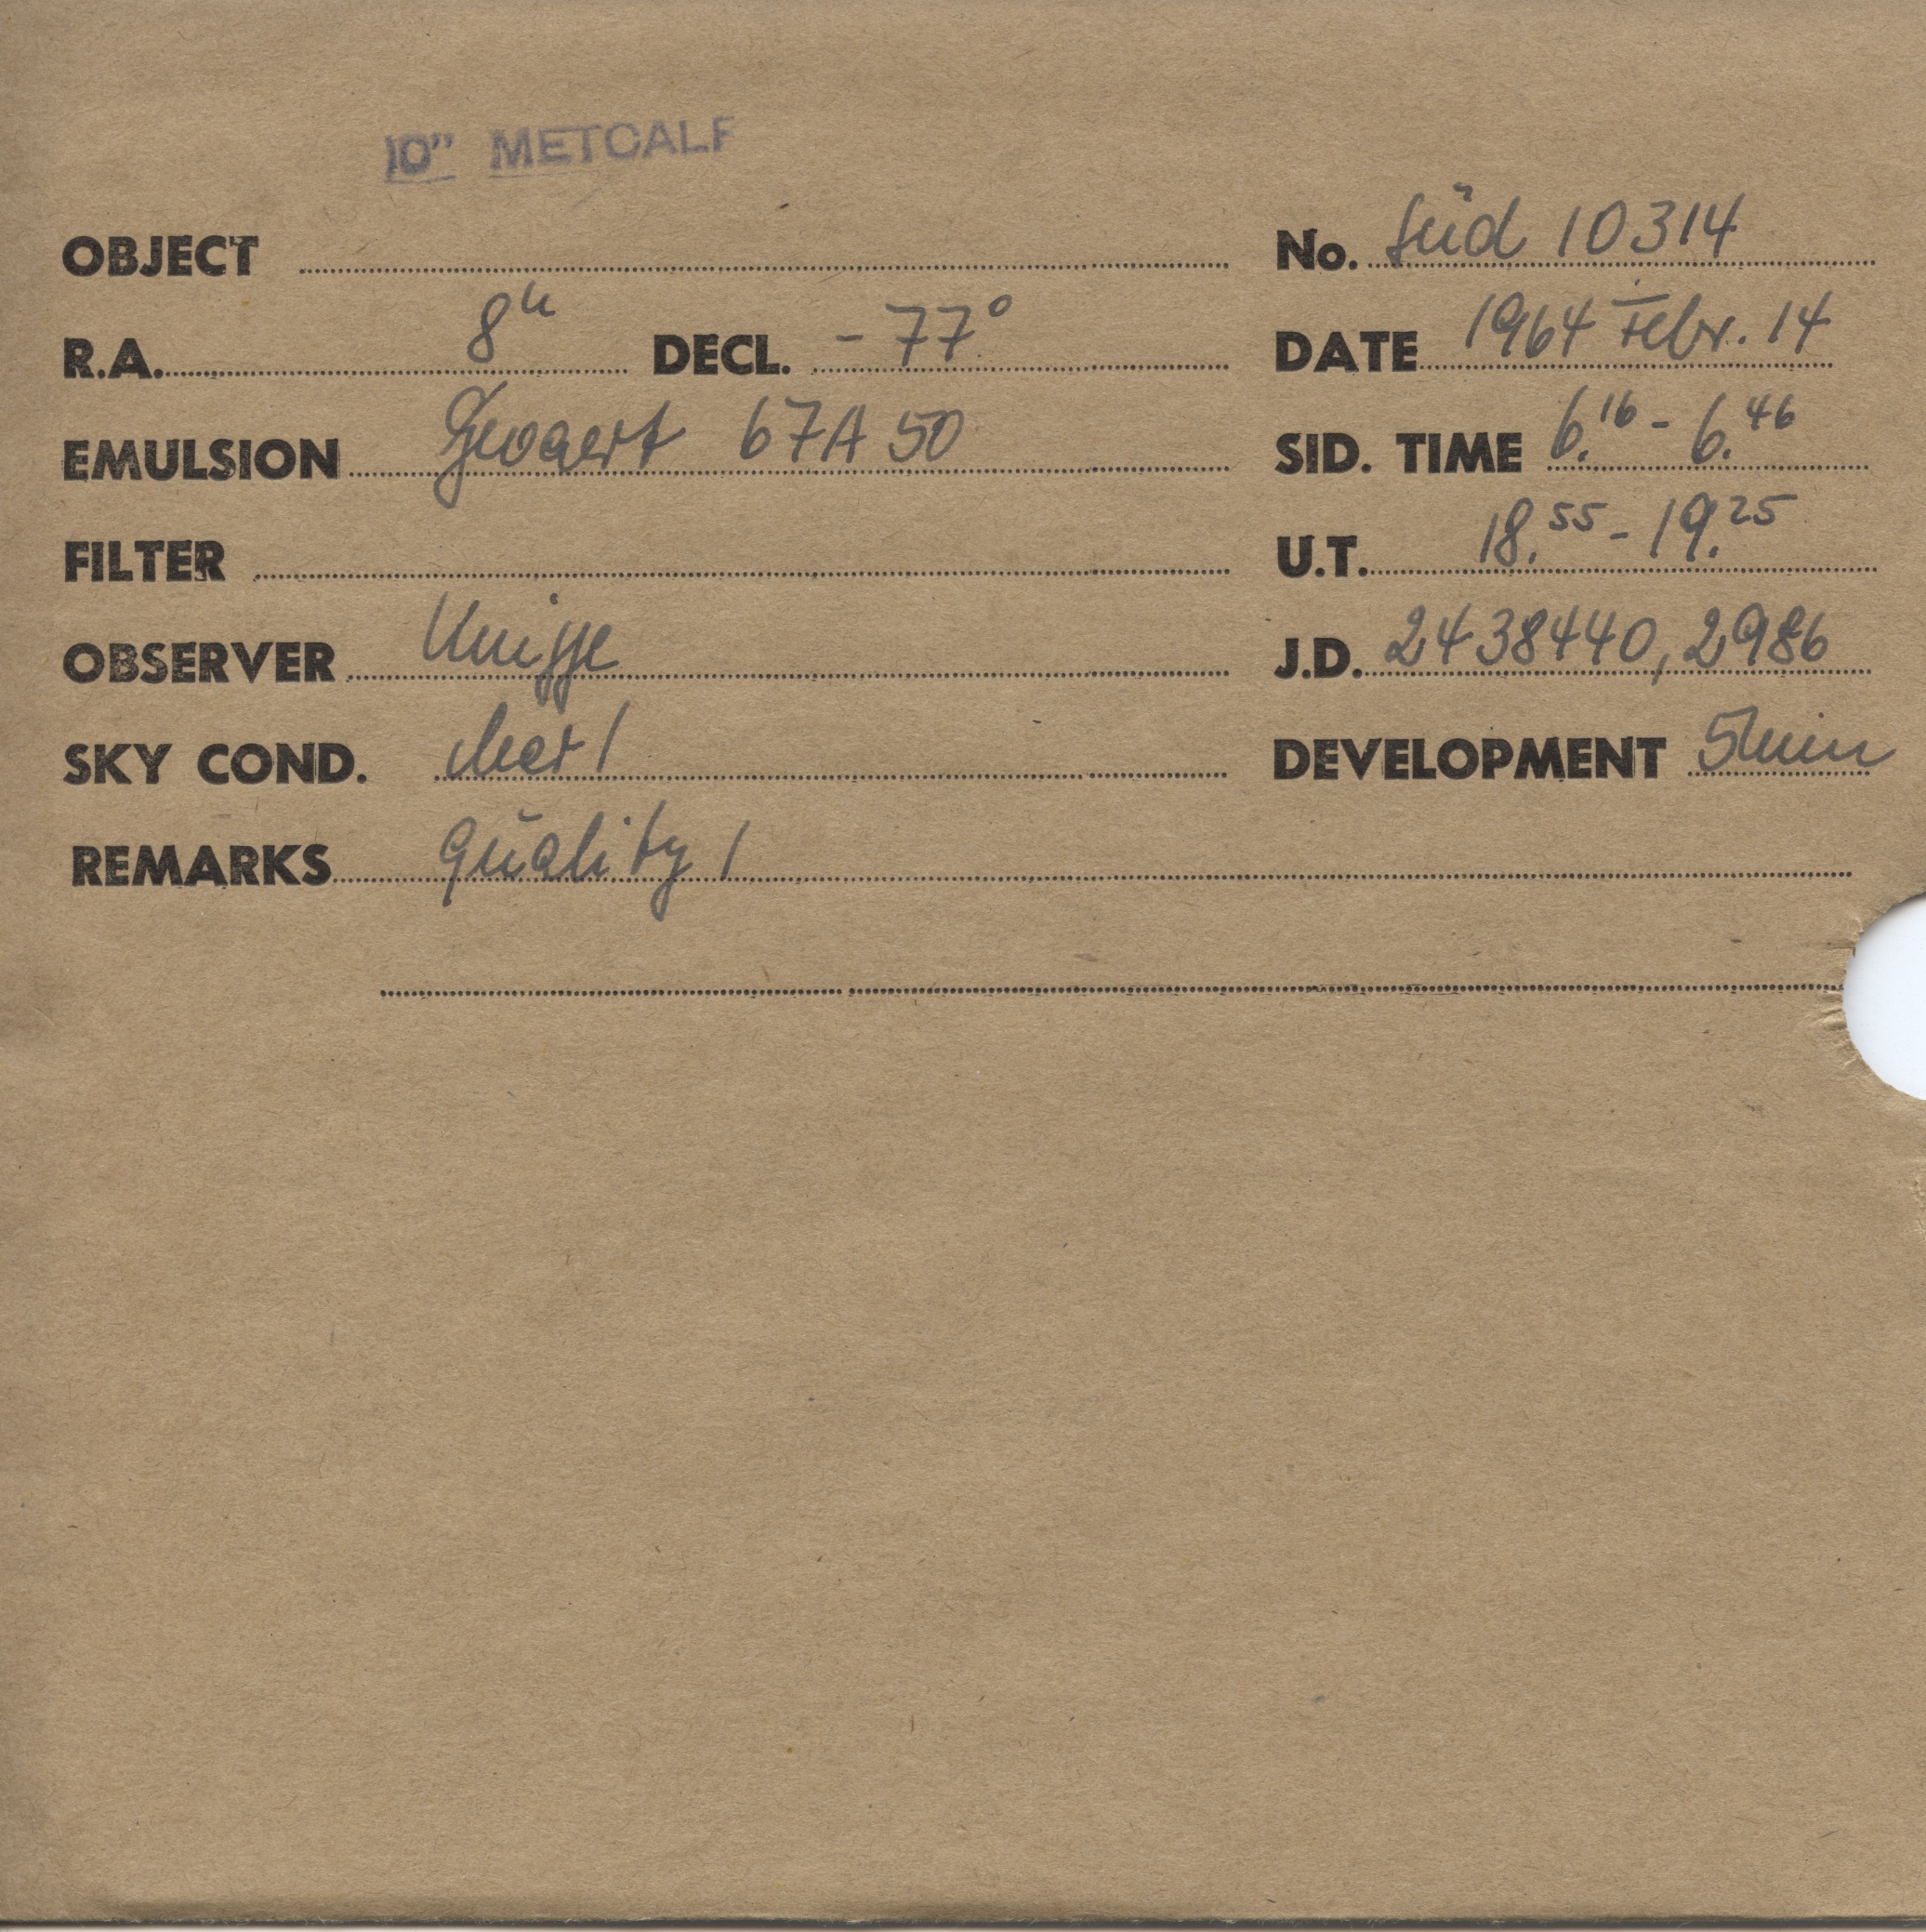 10" METCALF
OBJECT No. Süd 10314
R.A. 8h DECL. -77° DATE 1964 Febr. 14
EMULSION Gevaert 67A50 SID. TIME 6.16 - 6.46
FILTER U.T. 18.55 - 19.25
OBSERVER J.D. 2438440,2986
SKY COND. clear 1 DEVELOPMENT 5min
REMARKS Quality 1